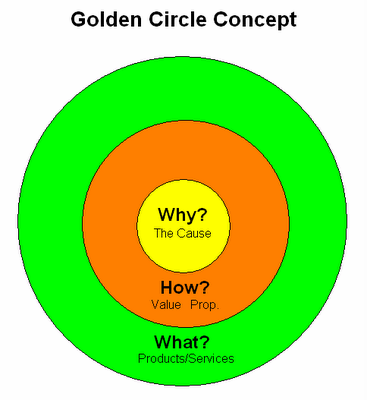 Golden Circle Concept
Why?
The Cause
How?
Value Prop.
What?
Products/Services